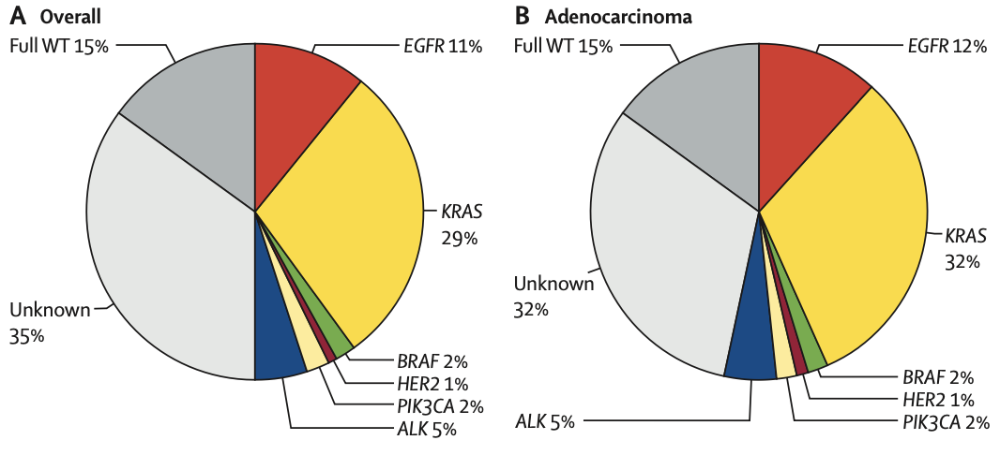 A Overall
Full WT 15%
EGFR 11%
KRAS
29%
Unknown
35%
BRAF 2%
HER2 1%
PIK3CA 2%
ALK 5%
B Adenocarcinoma
Full WT 15%
EGFR 12%
KRAS
32%
Unknown
32%
BRAF 2%
HER2 1%
PIK3CA 2%
ALK 5%